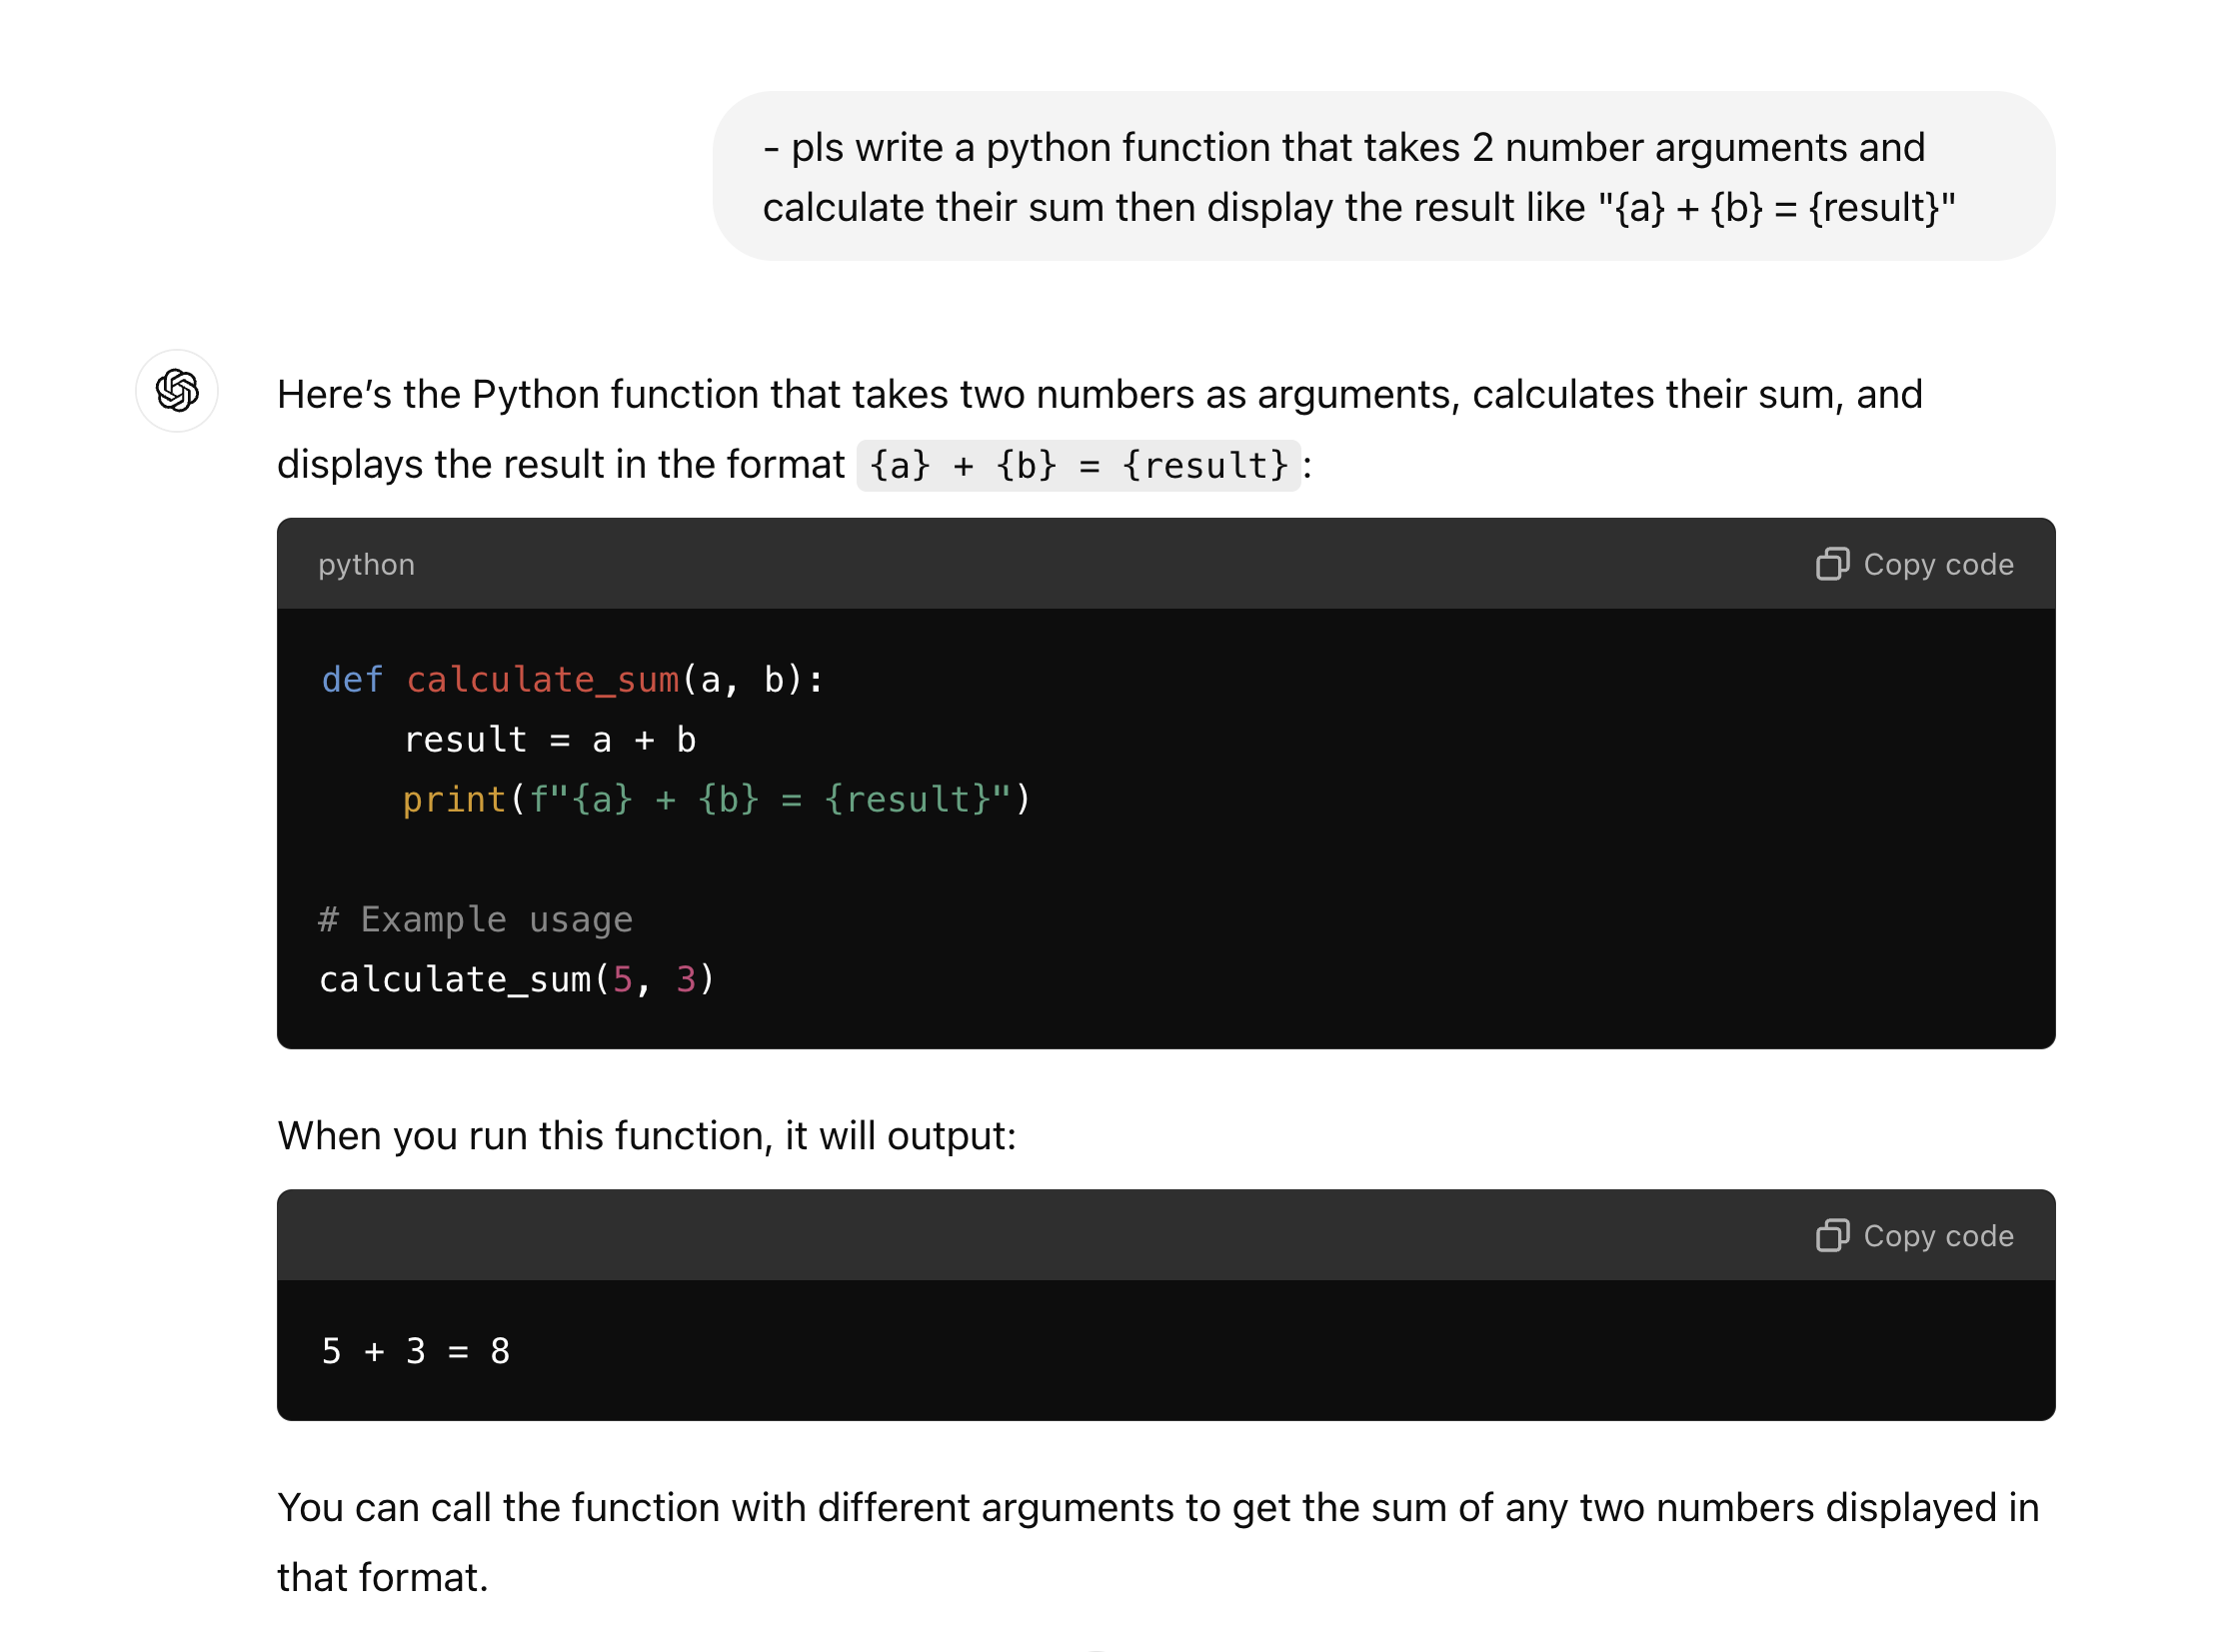 - pls write a python function that takes 2 number arguments and
calculate their sum then display the result like "{a} + {b} = {result}"
Here’s the Python function that takes two numbers as arguments, calculates their sum, and
displays the result in the format {a} + {b} = {result}:
python
Copy code
def calculate_sum(a, b):
    result = a + b
    print(f"{a} + {b} = {result}")
# Example usage
calculate_sum(5, 3)
When you run this function, it will output:
Copy code
5 + 3 = 8
You can call the function with different arguments to get the sum of any two numbers displayed in
that format.